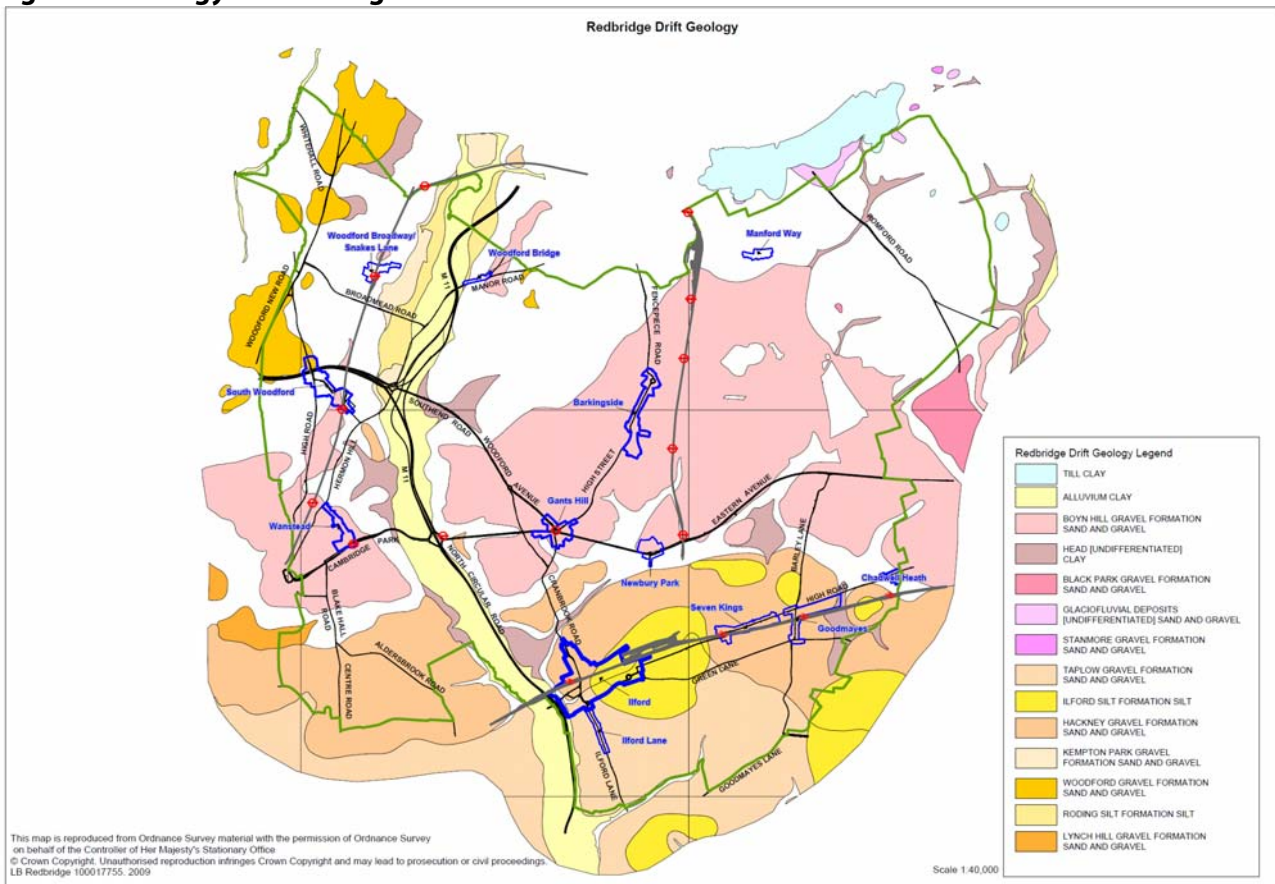 Redbridge Drift Geology
WHITEHALL ROAD
Woodford Broadway/
Snakes Lane
Woodford Bridge
MANOR ROAD
M 11
BROADMEAD ROAD
WOODFORD NEW ROAD
Manford Way
ROMFORD ROAD
FENCEPIECE ROAD
South Woodford
SOUTHEND ROAD
Barkingside
HIGH ROAD
HERMON HILL
M 11
WOODFORD
AVENUE
HIGH STREET
Gants Hill
EASTERN AVENUE
Wanstead
CAMBRIDGE PARK
NORTH CIRCULAR ROAD
CRANBROOK ROAD
Newbury Park
BARLEY LANE
Chadwell Heath
HIGH ROAD
Seven Kings
Goodmayes
BLAKE HALL
ROAD
ALDERSBROOK ROAD
CENTRE ROAD
GREEN LANE
Ilford
Ilford Lane
ILFORD LANE
GOODMAYES LANE
Redbridge Drift Geology Legend
TILL CLAY
ALLUVIUM CLAY
BOYN HILL GRAVEL FORMATION
SAND AND GRAVEL
HEAD [UNDIFFERENTIATED]
CLAY
BLACK PARK GRAVEL FORMATION
SAND AND GRAVEL
GLACIOFLUVIAL DEPOSITS
[UNDIFFERENTIATED] SAND AND GRAVEL
STANMORE GRAVEL FORMATION
SAND AND GRAVEL
TAPLOW GRAVEL FORMATION
SAND AND GRAVEL
ILFORD SILT FORMATION SILT
HACKNEY GRAVEL FORMATION
SAND AND GRAVEL
KEMPTON PARK GRAVEL
FORMATION SAND AND GRAVEL
WOODFORD GRAVEL FORMATION
SAND AND GRAVEL
RODING SILT FORMATION SILT
LYNCH HILL GRAVEL FORMATION
SAND AND GRAVEL
This map is reproduced from Ordnance Survey material with the permission of Ordnance Survey
on behalf of the Controller of Her Majesty's Stationary Office
© Crown Copyright. Unauthorised reproduction infringes Crown Copyright and may lead to prosecution or civil proceedings.
LB Redbridge 100017755. 2009
Scale 1:40,000